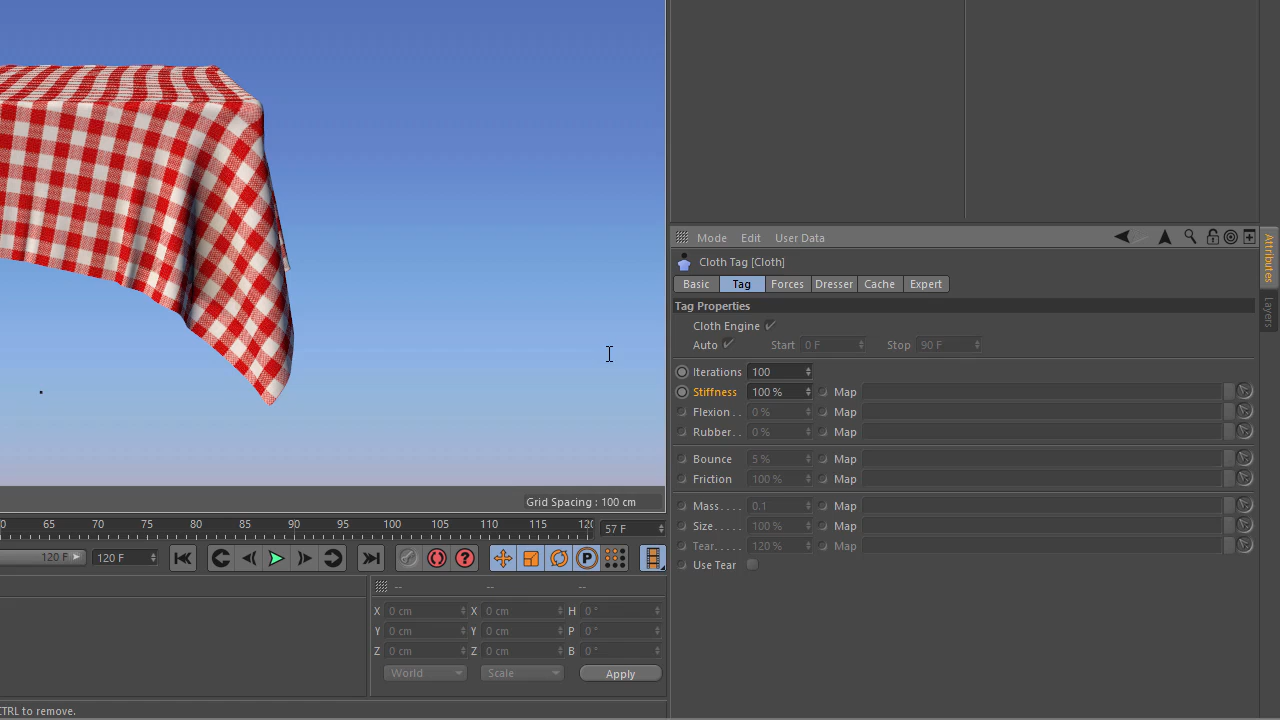 Mode Edit User Data
Cloth Tag [Cloth]
Basic Tag Forces Dresser Cache Expert
Tag Properties
Cloth Engine
Auto Start 0 F Stop 90 F
Iterations 100
Stiffness 100 % Map
Flexion . . 0 % Map
Rubber. . 0 % Map
Bounce 5 % Map
Friction 100 % Map
Mass. . . . 0.1 Map
Size. . . . . 100 % Map
Tear. . . . . 120 % Map
Use Tear
Attributes
Layers
Grid Spacing : 100 cm
0 65 70 75 80 85 90 95 100 105 110 115 120 57 F
120 F 120 F
P
-- -- --
X 0 cm X 0 cm H 0 °
Y 0 cm Y 0 cm P 0 °
Z 0 cm Z 0 cm B 0 °
World Scale Apply
CTRL to remove.